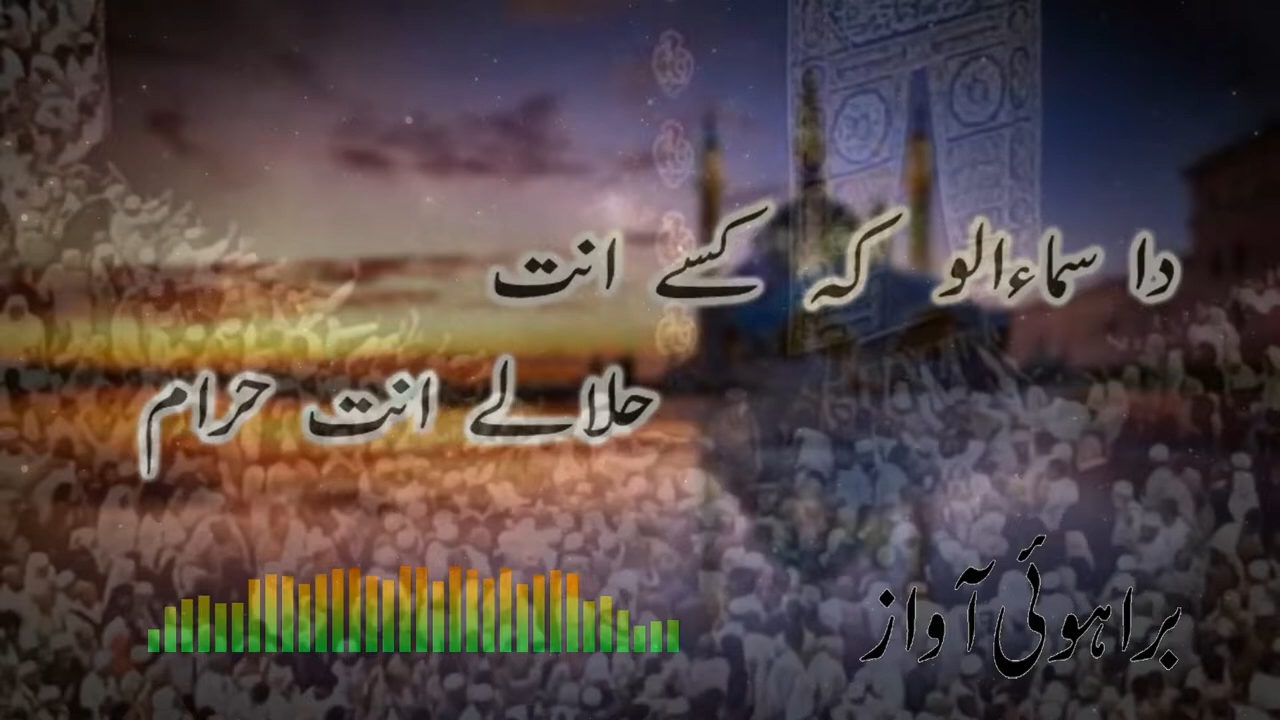 دا سماءالو کہ کسے انت
حلالے انت حرام
براہوئی آواز